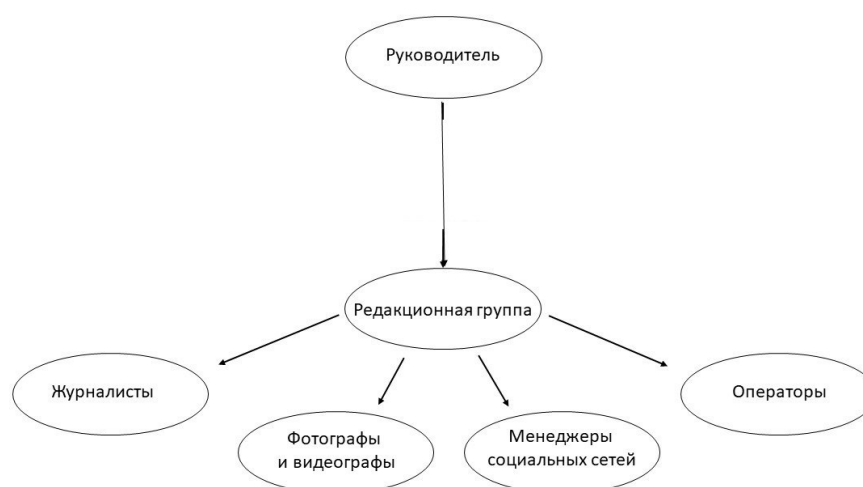 Руководитель
Редакционная группа
Журналисты
Операторы
Фотографы
и видеографы
Менеджеры
социальных сетей